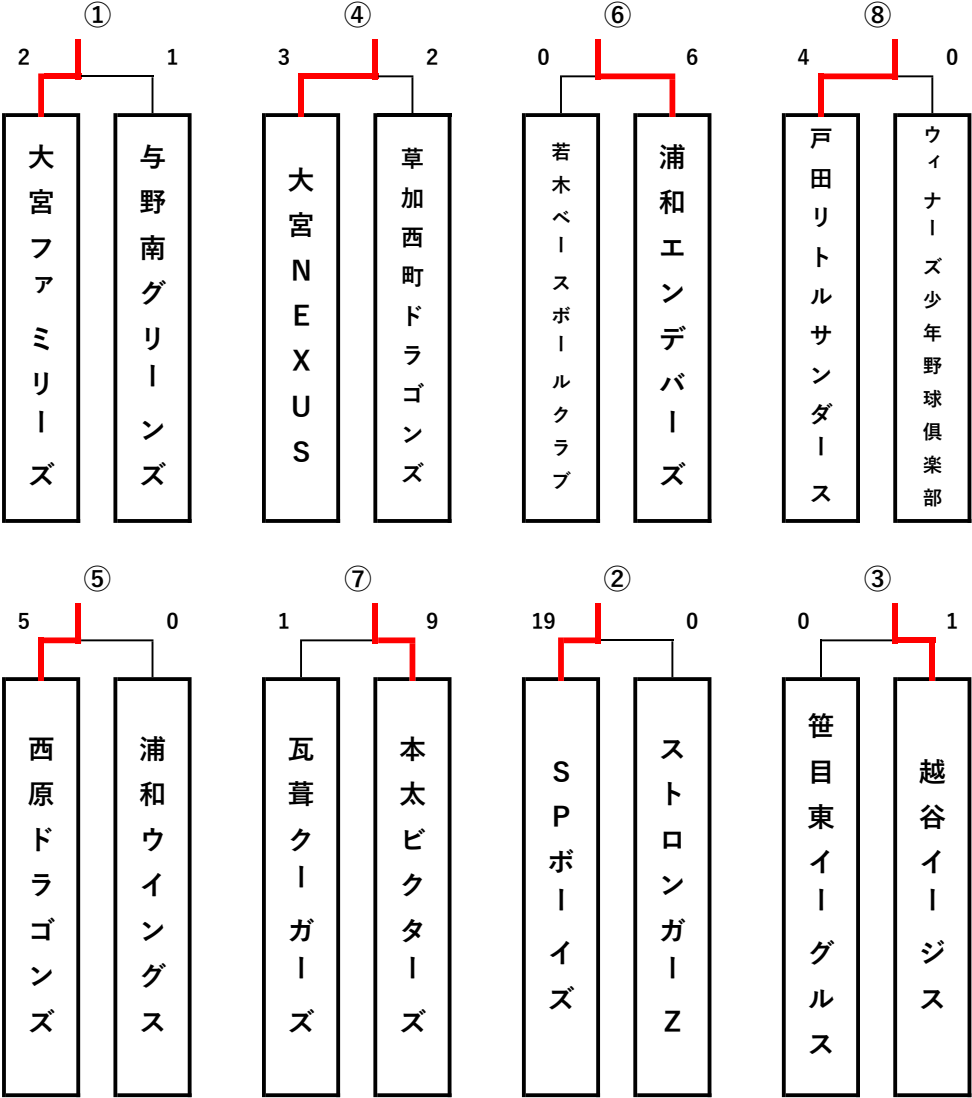 ① ④ ⑥ ⑧
2 1 3 2 0 6 4 0
大宮ファミリーズ
与野南グリーンズ
大宮NEXUS
草加西町ドラゴンズ
若木ベースボールクラブ
浦和エンデバーズ
戸田リトルサンダース
ウィナーズ少年野球倶楽部
⑤ ⑦ ② ③
5 0 1 9 19 0 0 1
西原ドラゴンズ
浦和ウイングス
瓦葺クーガーズ
本太ビクターズ
SPボーイズ
ストロンガーZ
笹目東イーグルス
越谷イージス